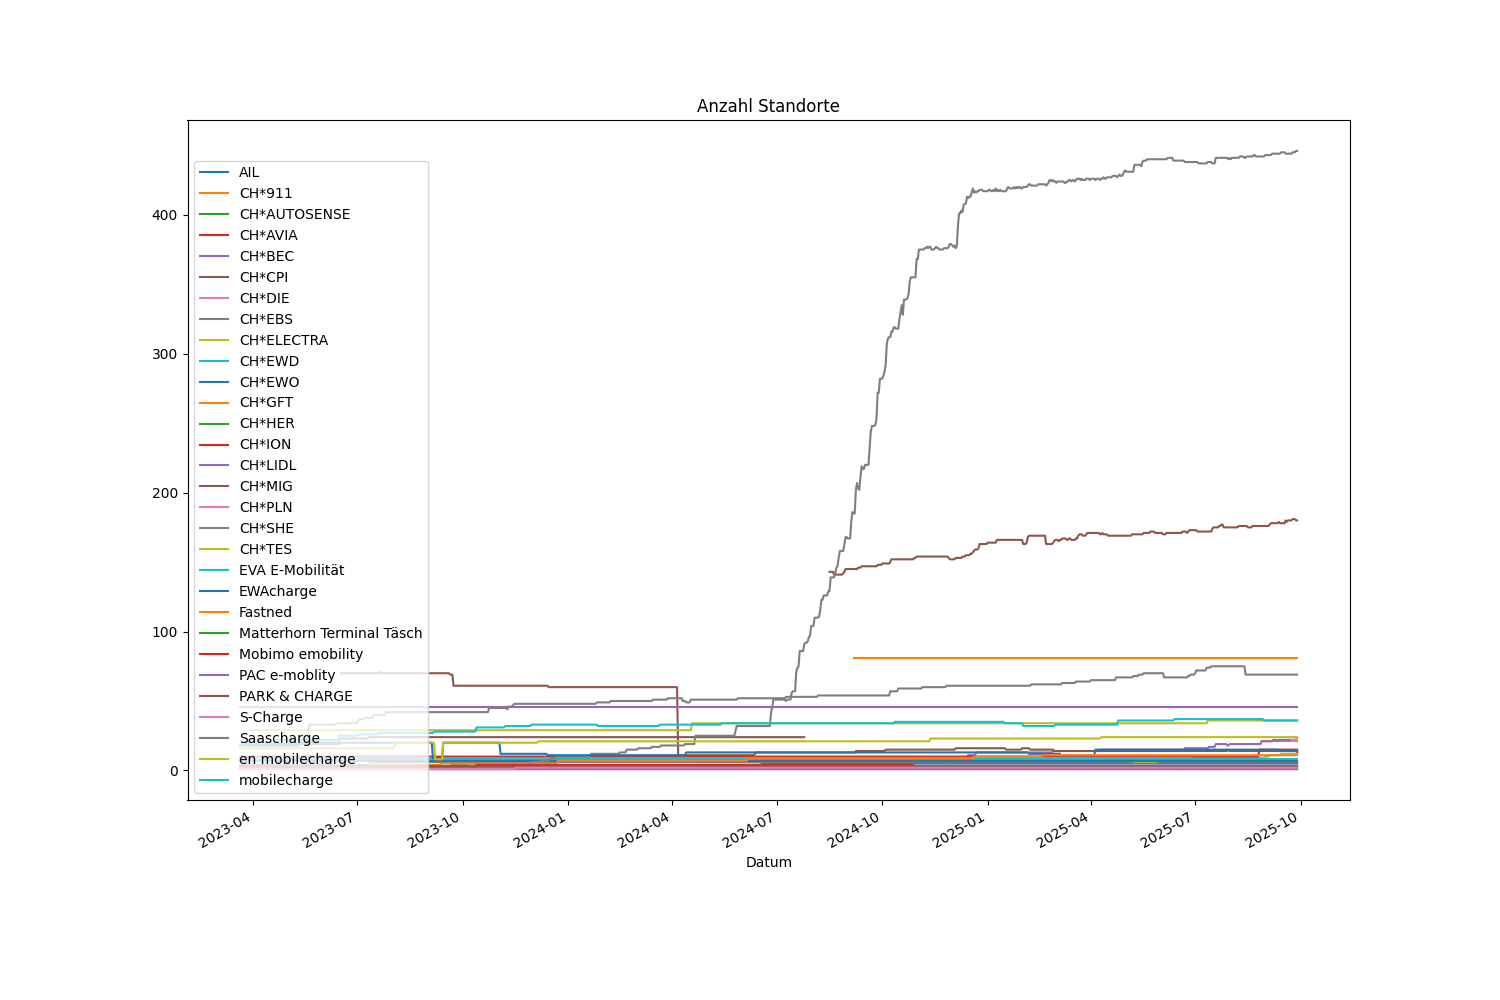 Anzahl Standorte
AIL
CH*911
CH*AUTOSENSE
CH*AVIA
CH*BEC
CH*CPI
CH*DIE
CH*EBS
CH*ELECTRA
CH*EWD
CH*EWO
CH*GFT
CH*HER
CH*ION
CH*LIDL
CH*MIG
CH*PLN
CH*SHE
CH*TES
EVA E-Mobilität
EWAcharge
Fastned
Matterhorn Terminal Täsch
Mobimo emobility
PAC e-moblity
PARK & CHARGE
S-Charge
Saascharge
en mobilecharge
mobilecharge
400
300
200
100
0
2023-04
2023-07
2023-10
2024-01
2024-04
2024-07
2024-10
2025-01
2025-04
2025-07
2025-10
Datum